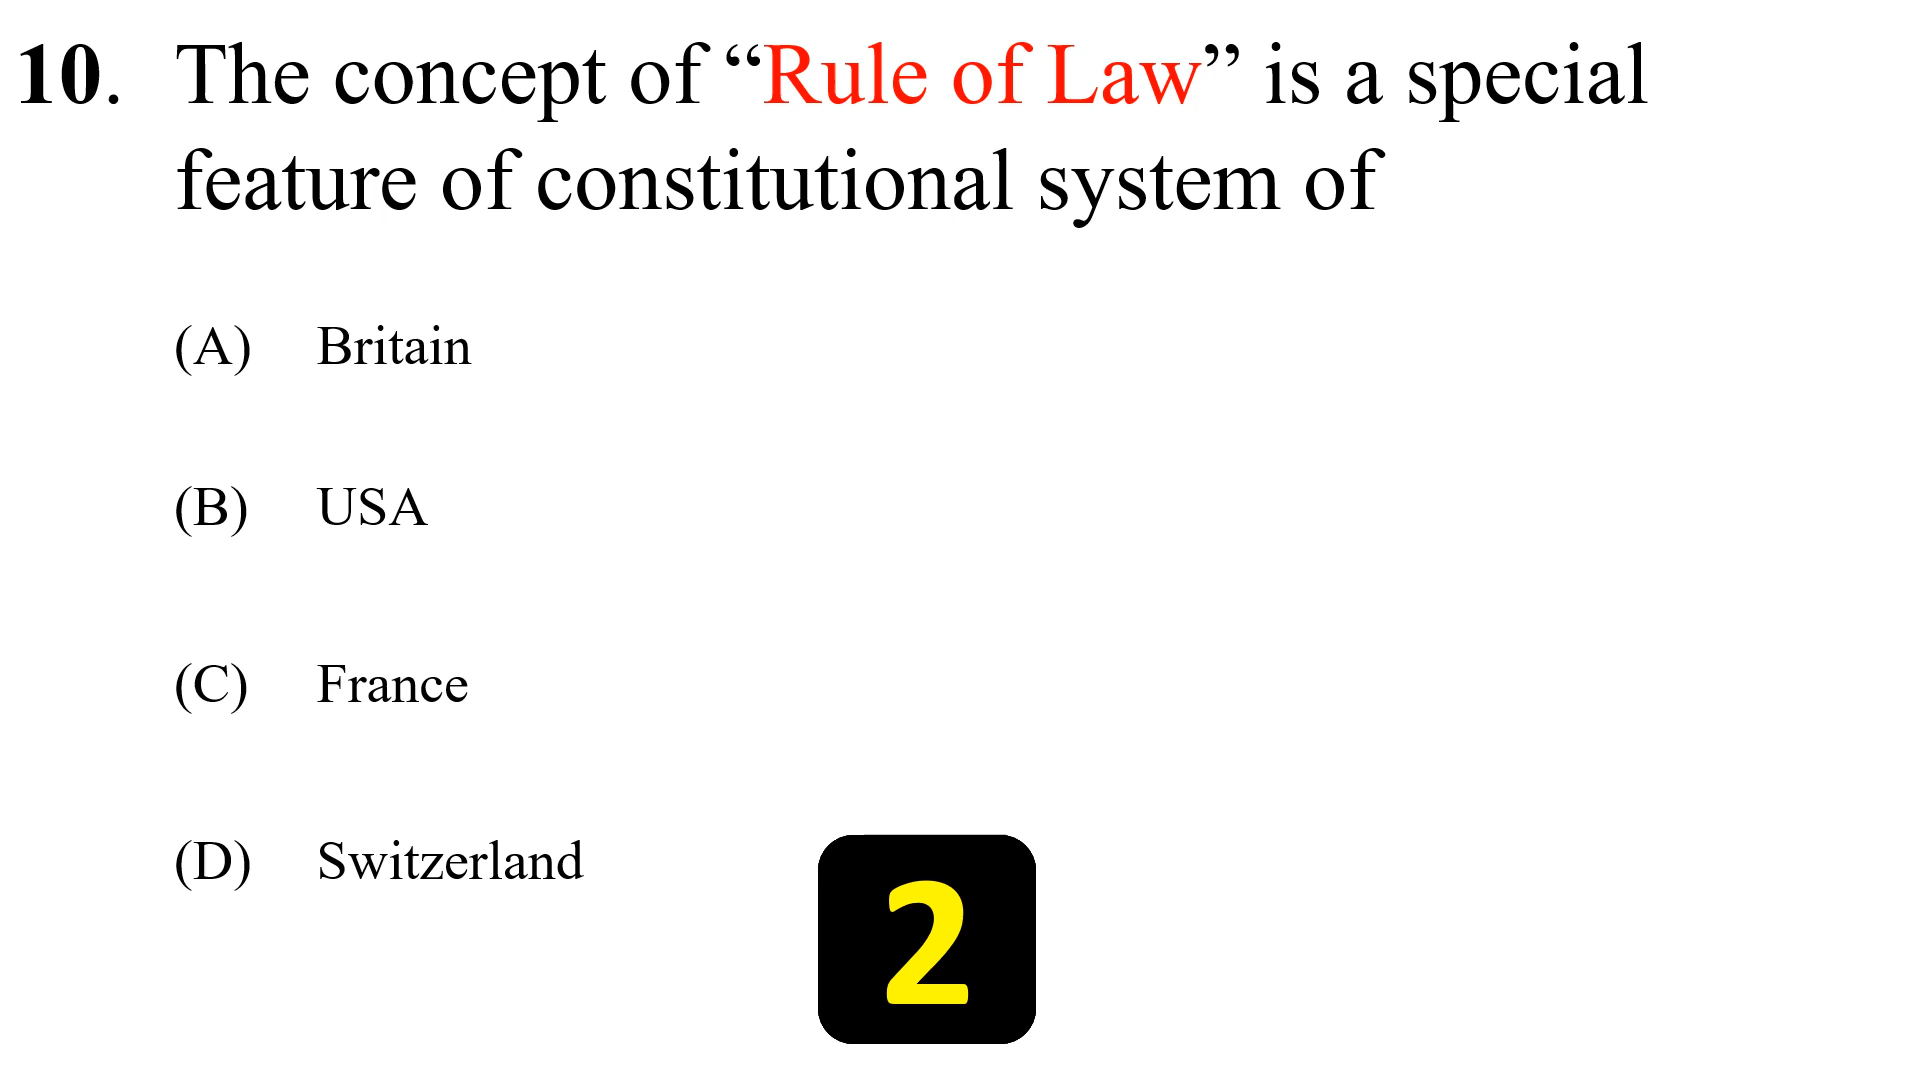 10. The concept of “Rule of Law” is a special
feature of constitutional system of
(A) Britain
(B) USA
(C) France
(D) Switzerland
2